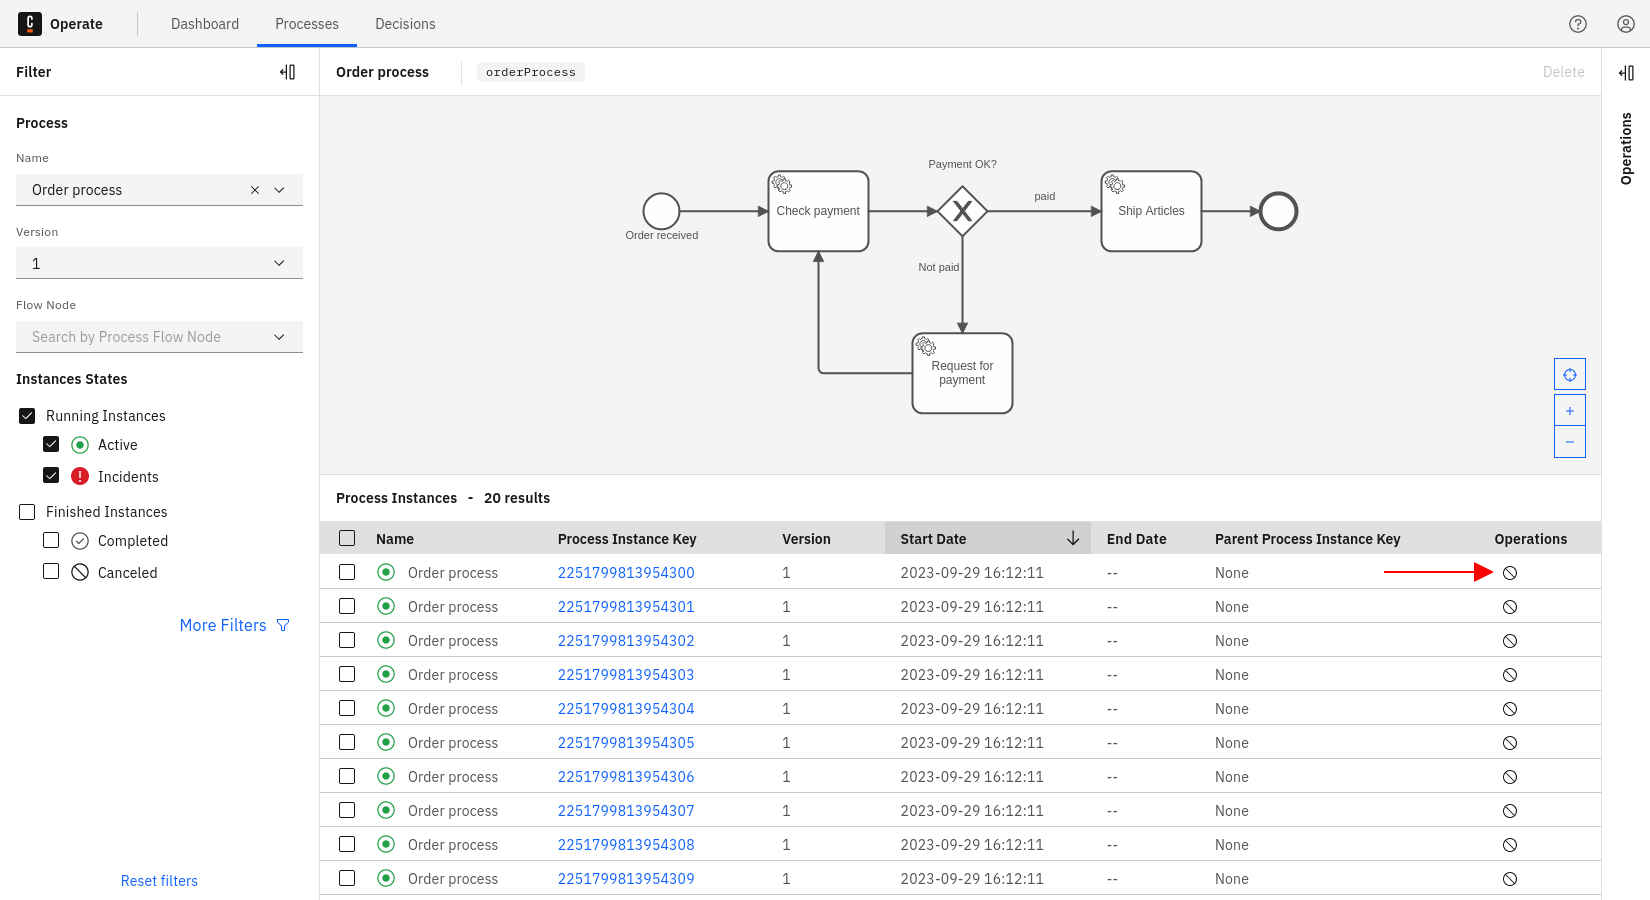 Operate
Dashboard
Processes
Decisions
Filter
Process
Name
Order process
Version
1
Flow Node
Search by Process Flow Node
Instances States
Running Instances
Active
Incidents
Finished Instances
Completed
Canceled
More Filters
Reset filters
Order process
orderProcess
Delete
Operations
Order received
Check payment
Payment OK?
paid
Ship Articles
Not paid
Request for
payment
Process Instances - 20 results
Name Process Instance Key Version Start Date End Date Parent Process Instance Key Operations
Order process 2251799813954300 1 2023-09-29 16:12:11 -- None
Order process 2251799813954301 1 2023-09-29 16:12:11 -- None
Order process 2251799813954302 1 2023-09-29 16:12:11 -- None
Order process 2251799813954303 1 2023-09-29 16:12:11 -- None
Order process 2251799813954304 1 2023-09-29 16:12:11 -- None
Order process 2251799813954305 1 2023-09-29 16:12:11 -- None
Order process 2251799813954306 1 2023-09-29 16:12:11 -- None
Order process 2251799813954307 1 2023-09-29 16:12:11 -- None
Order process 2251799813954308 1 2023-09-29 16:12:11 -- None
Order process 2251799813954309 1 2023-09-29 16:12:11 -- None